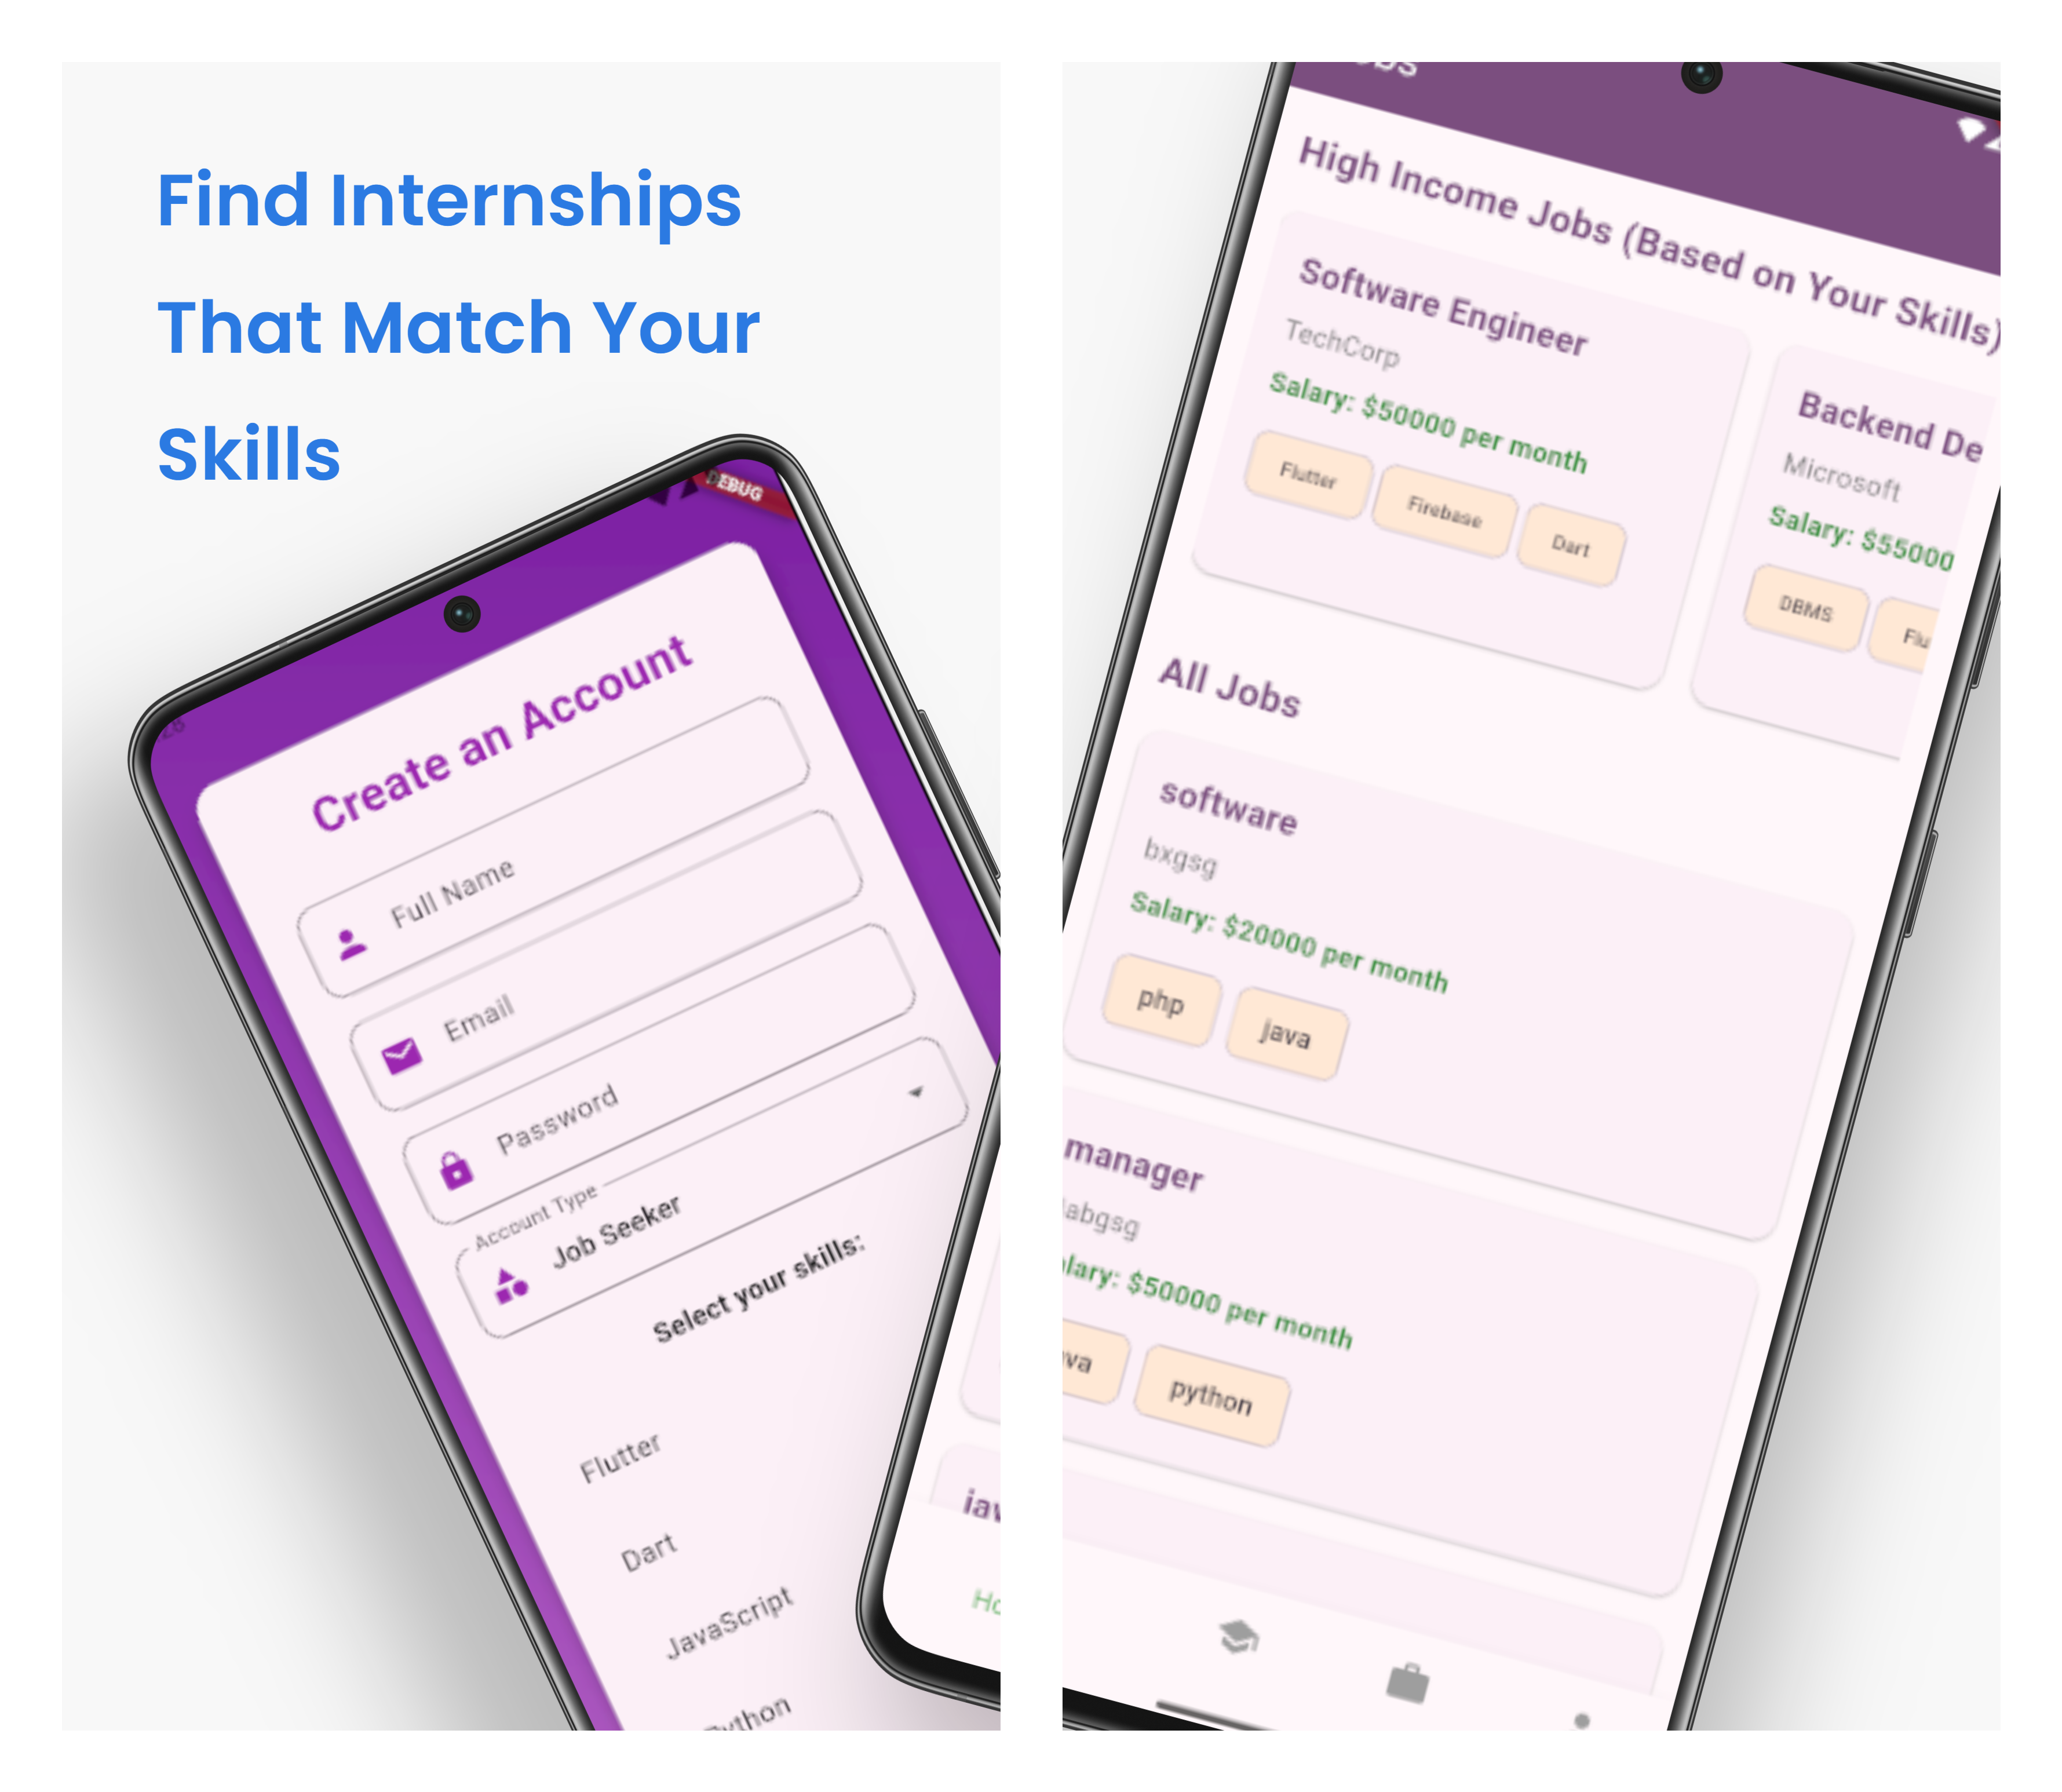 Find Internships
That Match Your
Skills
DEBUG
28
Create an Account
Full Name
Email
Password
Account Type
Job Seeker
Select your skills:
Flutter
Dart
JavaScript
ython
iav
Ho
High Income Jobs (Based on Your Skills)
Software Engineer
TechCorp
Salary: $50000 per month
Flutter
Firebase
Dart
Backend De
Microsoft
Salary: $55000
DBMS
Flu
All Jobs
software
bxgsg
Salary: $20000 per month
php
java
manager
abgsg
lary: $50000 per month
va
python